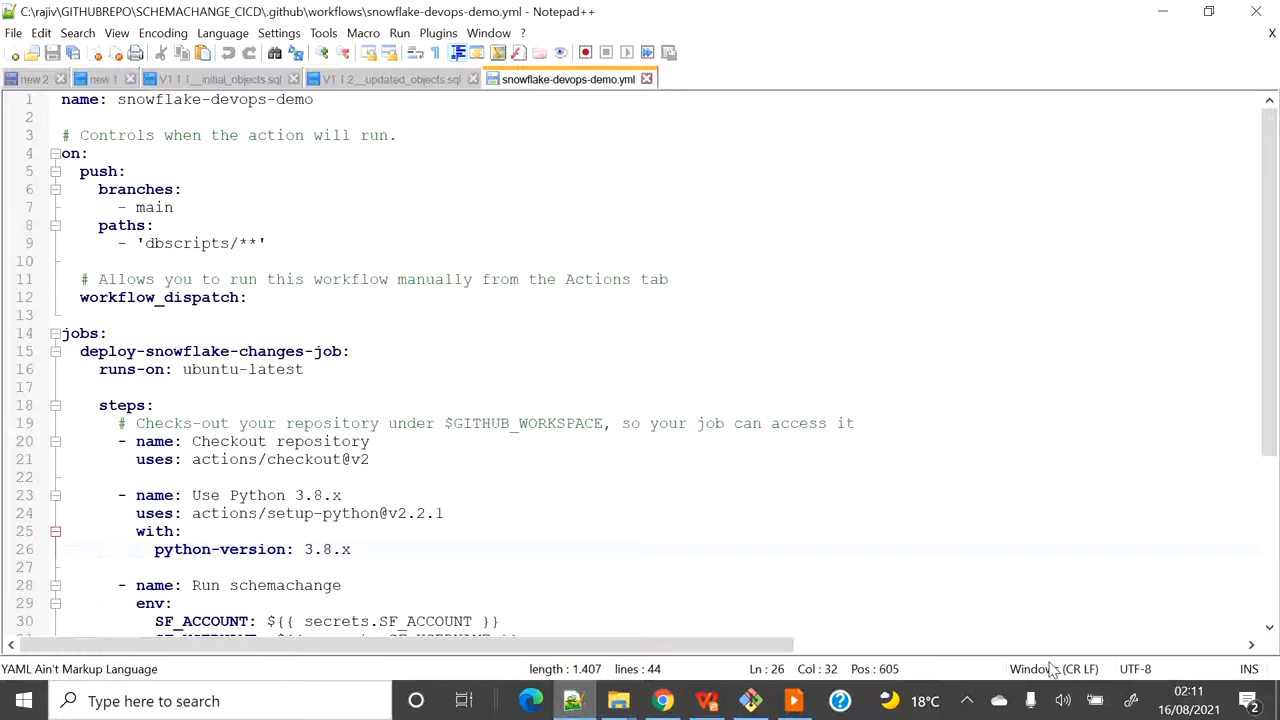 C:\rajiv\GITHUBREPO\SCHEMACHANGE_CICD\.github\workflows\snowflake-devops-demo.yml - Notepad++
File Edit Search View Encoding Language Settings Tools Macro Run Plugins Window ? X
new 2 new 1 V1.1.1__initial_objects.sql V1.1.2__updated_objects.sql snowflake-devops-demo.yml
1 name: snowflake-devops-demo
2
3 # Controls when the action will run.
4 on:
5 push:
6 branches:
7 - main
8 paths:
9 - 'dbscripts/**'
10
11 # Allows you to run this workflow manually from the Actions tab
12 workflow_dispatch:
13
14 jobs:
15 deploy-snowflake-changes-job:
16 runs-on: ubuntu-latest
17
18 steps:
19 # Checks-out your repository under $GITHUB_WORKSPACE, so your job can access it
20 - name: Checkout repository
21 uses: actions/checkout@v2
22
23 - name: Use Python 3.8.x
24 uses: actions/setup-python@v2.2.1
25 with:
26 python-version: 3.8.x
27
28 - name: Run schemachange
29 env:
30 SF_ACCOUNT: ${{ secrets.SF_ACCOUNT }}
YAML Ain't Markup Language length : 1.407 lines : 44 Ln : 26 Col : 32 Pos : 605 Windows (CR LF) UTF-8 INS
Type here to search 18°C 02:11
16/08/2021 2